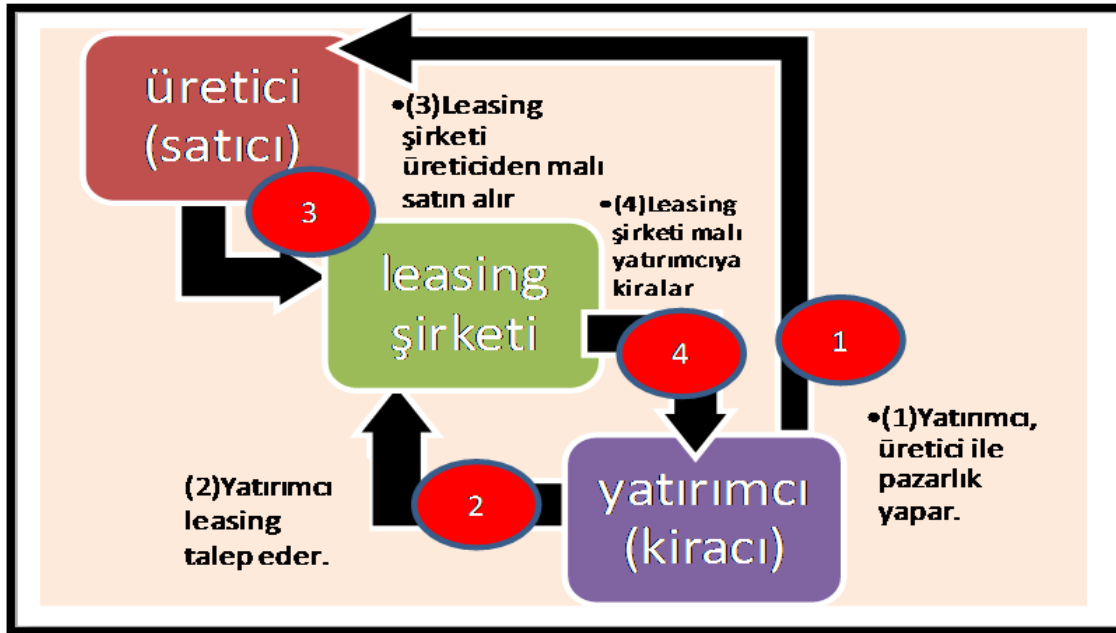 üretici
(satıcı)
•(3)Leasing
şirketi
üreticiden malı
satın alır
3
•(4)Leasing
şirketi malı
yatırımcıya
kiralar
leasing
şirketi
4
1
•(1)Yatırımcı,
üretici ile
pazarlık
yapar.
(2)Yatırımcı
leasing
talep eder.
2
yatırımcı
(kiracı)